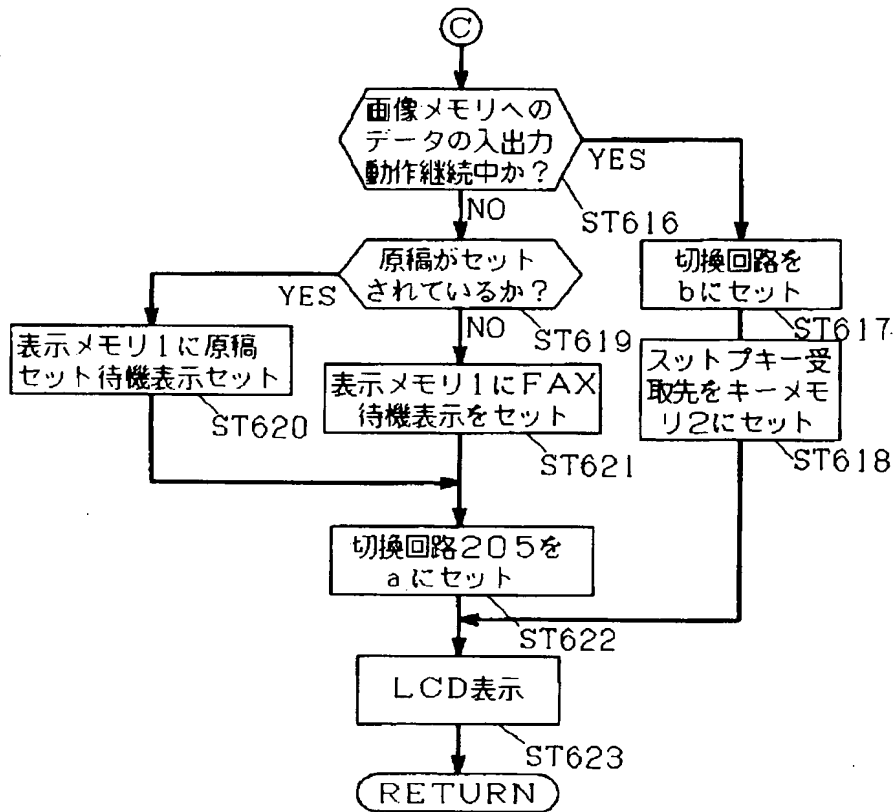 C
画像メモリへの
データの入出力
動作継続中か？
YES
NO
ST616
原稿がセット
されているか？
YES
NO
ST619
切換回路を
bにセット
ST617
表示メモリ1に原稿
セット待機表示セット
ST620
表示メモリ1にFAX
待機表示をセット
ST621
スットプキー受
取先をキーメモ
リ2にセット
ST618
切換回路205を
aにセット
ST622
LCD表示
ST623
RETURN